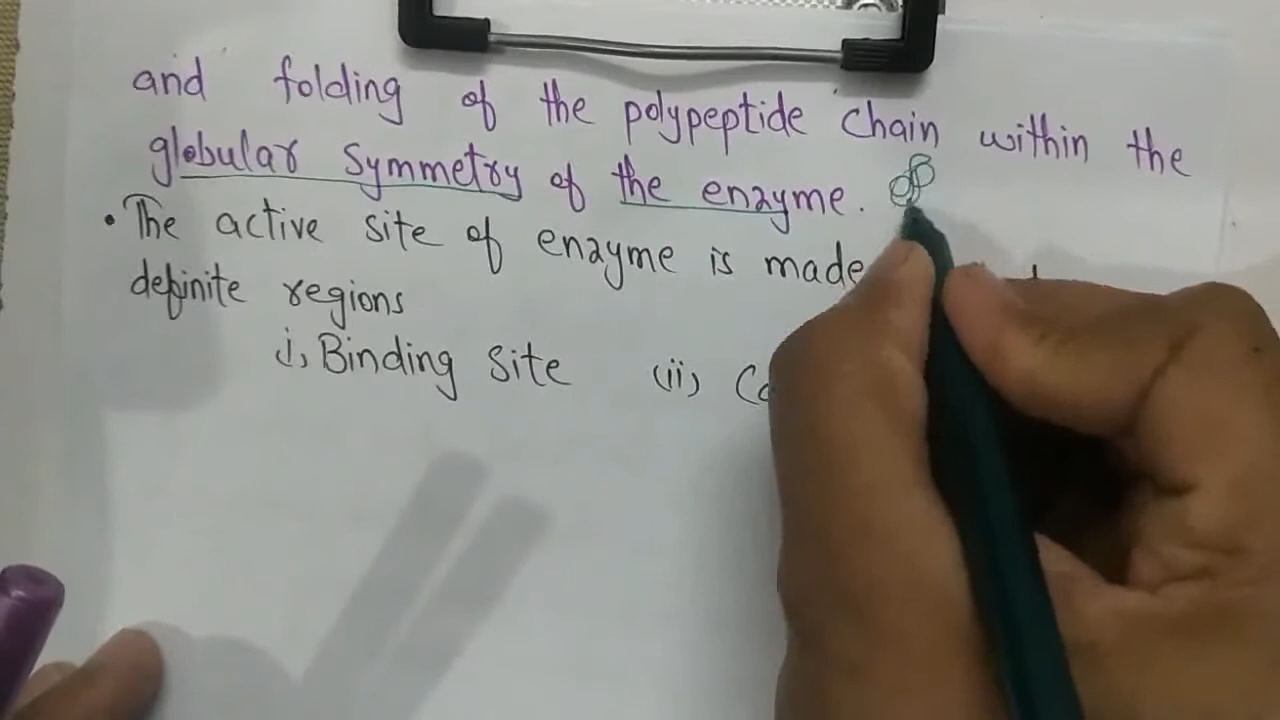 and folding of the polypeptide chain within the
globular symmetry of the enzyme.
• The active site of enzyme is made
definite regions
i, Binding site (ii)